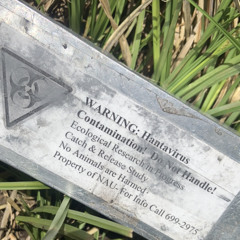 WARNING: Hantavirus
Contamination! Do Not Handle!
Ecological Research in Progress
Catch & Release Study.
No Animals are Harmed
Property of NAU. For Info Call 699-2975